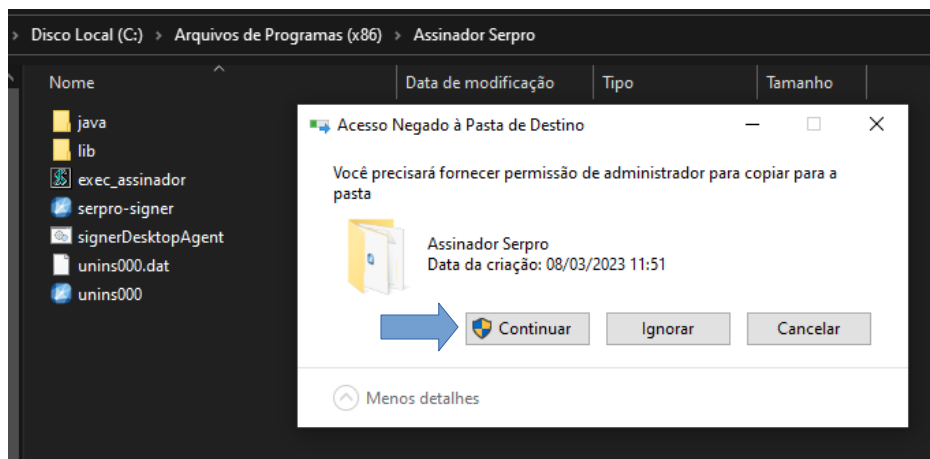 Disco Local (C:) > Arquivos de Programas (x86) > Assinador Serpro
Nome Data de modificação Tipo Tamanho
java
lib
exec_assinador
serpro-signer
signerDesktopAgent
unins000.dat
unins000
Acesso Negado à Pasta de Destino
Você precisará fornecer permissão de administrador para copiar para a
pasta
Assinador Serpro
Data da criação: 08/03/2023 11:51
Continuar Ignorar Cancelar
Menos detalhes